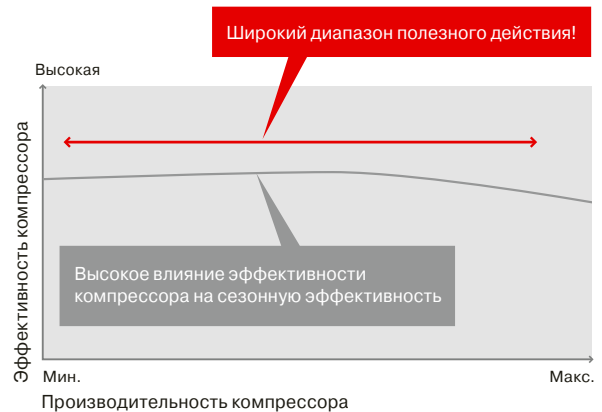 Широкий диапазон полезного действия!
Высокая
Эффективность компрессора
Высокое влияние эффективности
компрессора на сезонную эффективность
Мин.
Макс.
Производительность компрессора